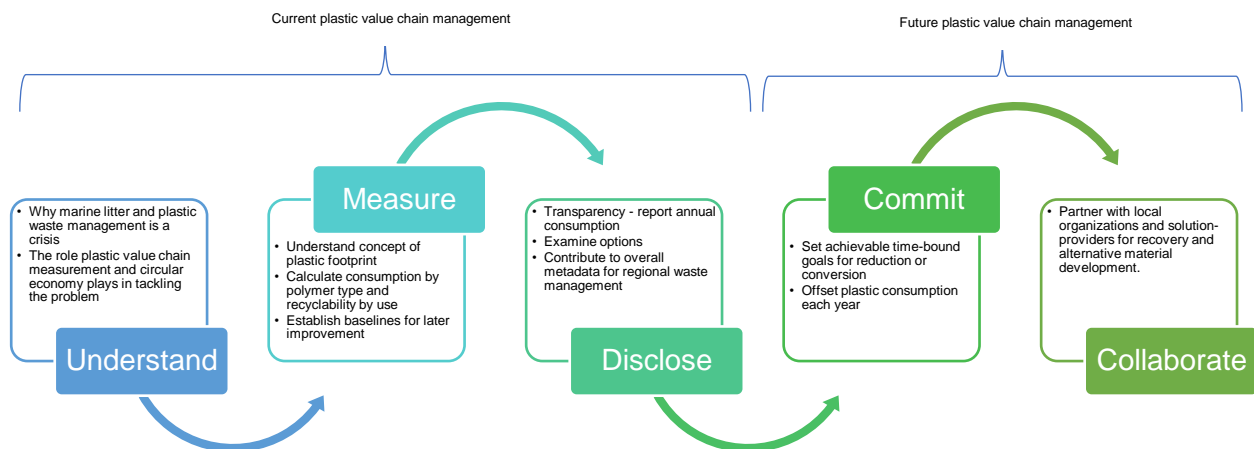 Current plastic value chain management
Future plastic value chain management
• Why marine litter and plastic
waste management is a
crisis
• The role plastic value chain
measurement and circular
economy plays in tackling
the problem
Understand
Measure
• Understand concept of
plastic footprint
• Calculate consumption by
polymer type and
recyclability by use
• Establish baselines for later
improvement
• Transparency - report annual
consumption
• Examine options
• Contribute to overall
metadata for regional waste
management
Disclose
Commit
• Set achievable time-bound
goals for reduction or
conversion
• Offset plastic consumption
each year
• Partner with local
organizations and solution-
providers for recovery and
alternative material
development.
Collaborate